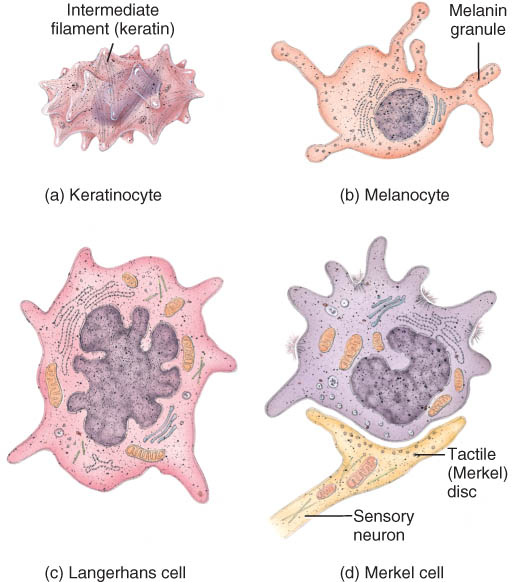 Intermediate
filament (keratin)
Melanin
granule
(a) Keratinocyte
(b) Melanocyte
Tactile
(Merkel)
disc
Sensory
neuron
(c) Langerhans cell
(d) Merkel cell